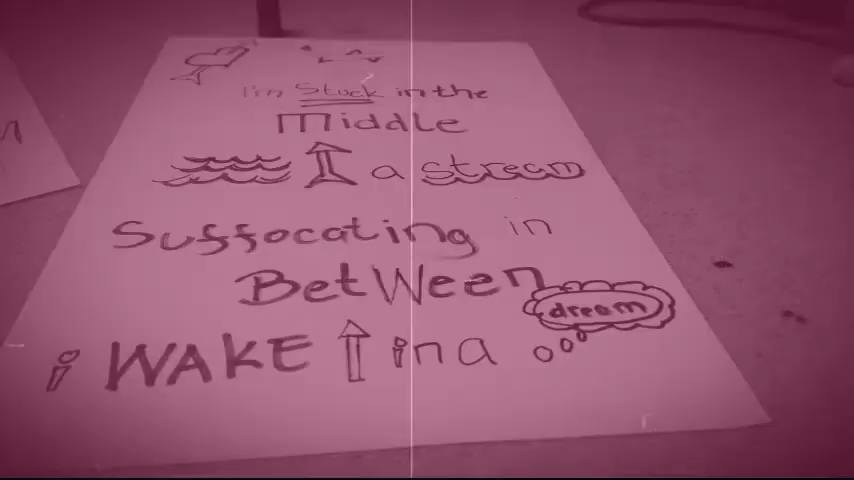 I'm Stuck in the
Middle
a stream
Suffocating in
BetWeen
dream
i WAKE in a